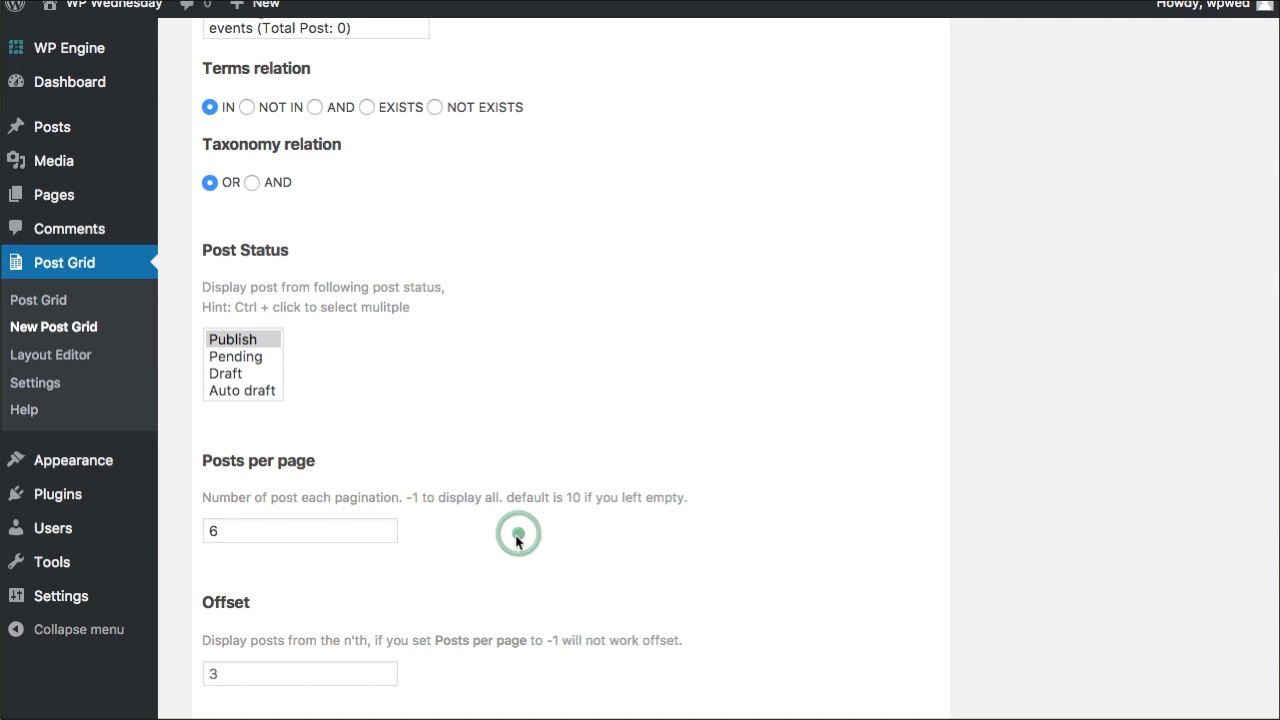 WP Wednesday 0 New Howdy, wpwed
WP Engine
Dashboard
Posts
Media
Pages
Comments
Post Grid
Post Grid
New Post Grid
Layout Editor
Settings
Help
Appearance
Plugins
Users
Tools
Settings
Collapse menu
events (Total Post: 0)
Terms relation
IN NOT IN AND EXISTS NOT EXISTS
Taxonomy relation
OR AND
Post Status
Display post from following post status,
Hint: Ctrl + click to select mulitple
Publish
Pending
Draft
Auto draft
Posts per page
Number of post each pagination. -1 to display all. default is 10 if you left empty.
6
Offset
Display posts from the n'th, if you set Posts per page to -1 will not work offset.
3